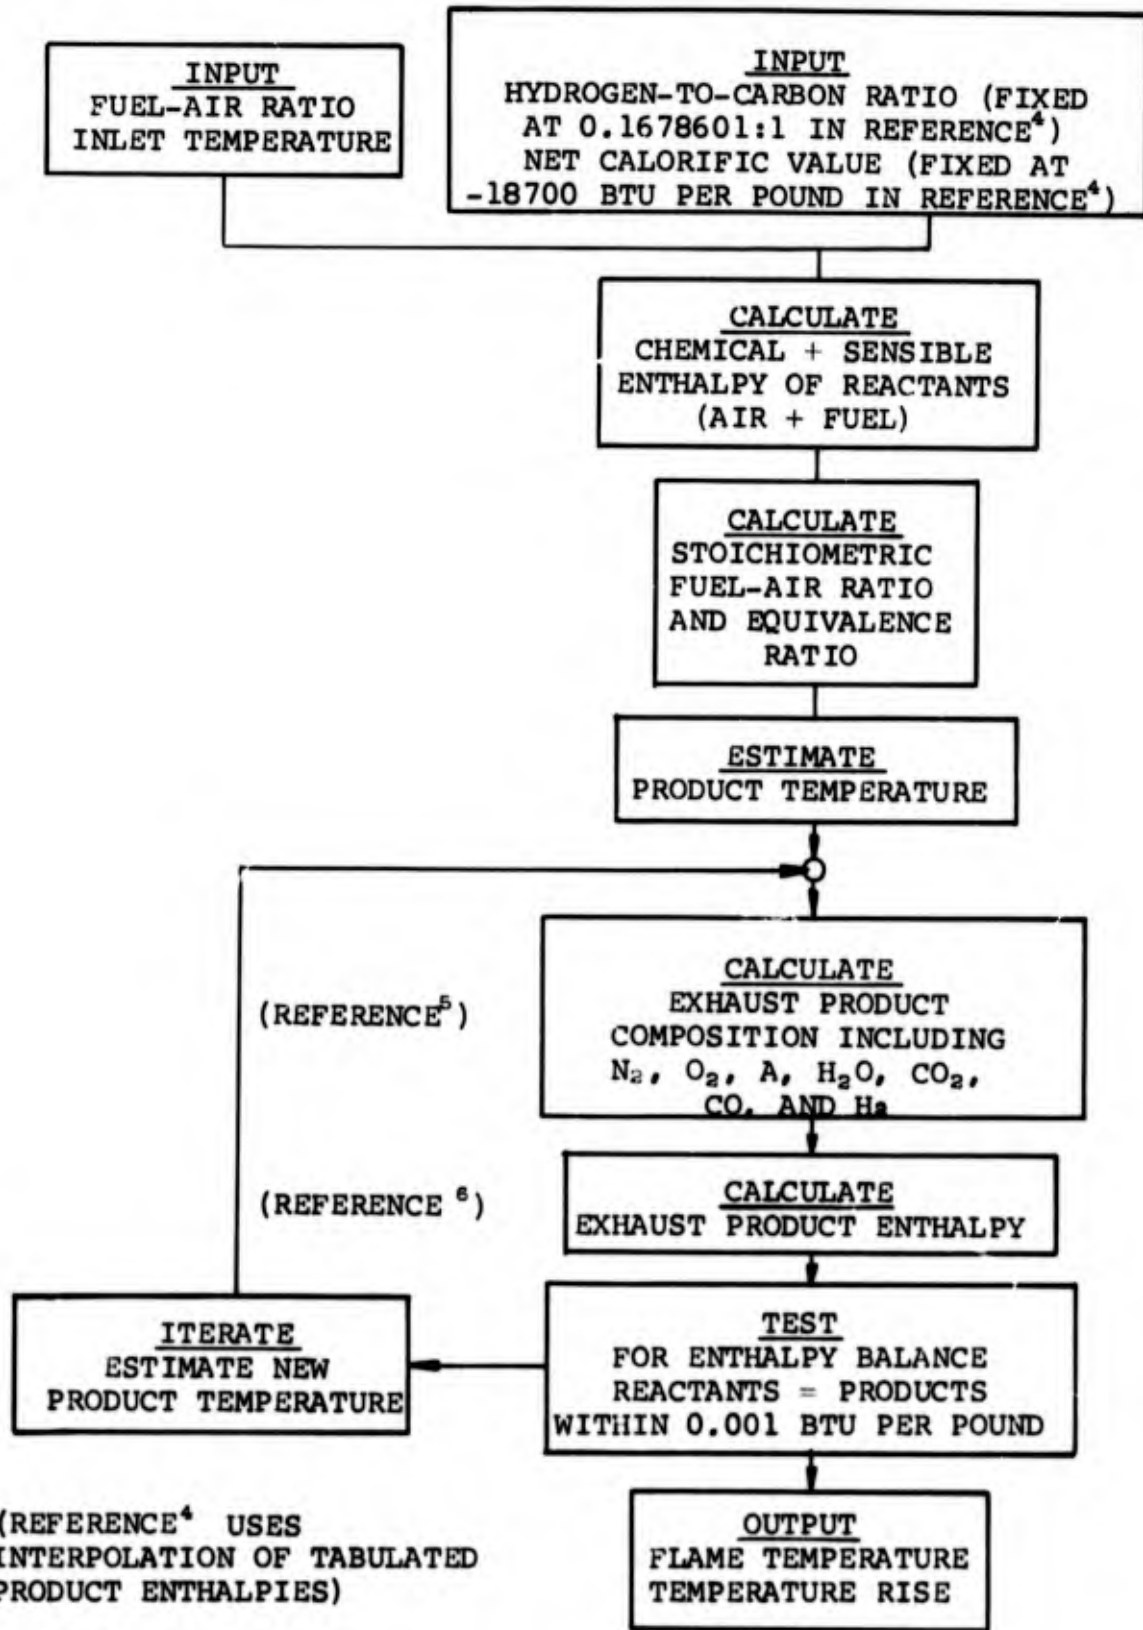 INPUT
FUEL-AIR RATIO
INLET TEMPERATURE
INPUT
HYDROGEN-TO-CARBON RATIO (FIXED
AT 0.1678601:1 IN REFERENCE⁴)
NET CALORIFIC VALUE (FIXED AT
-18700 BTU PER POUND IN REFERENCE⁴)
CALCULATE
CHEMICAL + SENSIBLE
ENTHALPY OF REACTANTS
(AIR + FUEL)
CALCULATE
STOICHIOMETRIC
FUEL-AIR RATIO
AND EQUIVALENCE
RATIO
ESTIMATE
PRODUCT TEMPERATURE
(REFERENCE⁵)
CALCULATE
EXHAUST PRODUCT
COMPOSITION INCLUDING
N₂, O₂, A, H₂O, CO₂,
CO, AND H₂
(REFERENCE ⁶)
CALCULATE
EXHAUST PRODUCT ENTHALPY
ITERATE
ESTIMATE NEW
PRODUCT TEMPERATURE
TEST
FOR ENTHALPY BALANCE
REACTANTS = PRODUCTS
WITHIN 0.001 BTU PER POUND
(REFERENCE⁴ USES
INTERPOLATION OF TABULATED
PRODUCT ENTHALPIES)
OUTPUT
FLAME TEMPERATURE
TEMPERATURE RISE